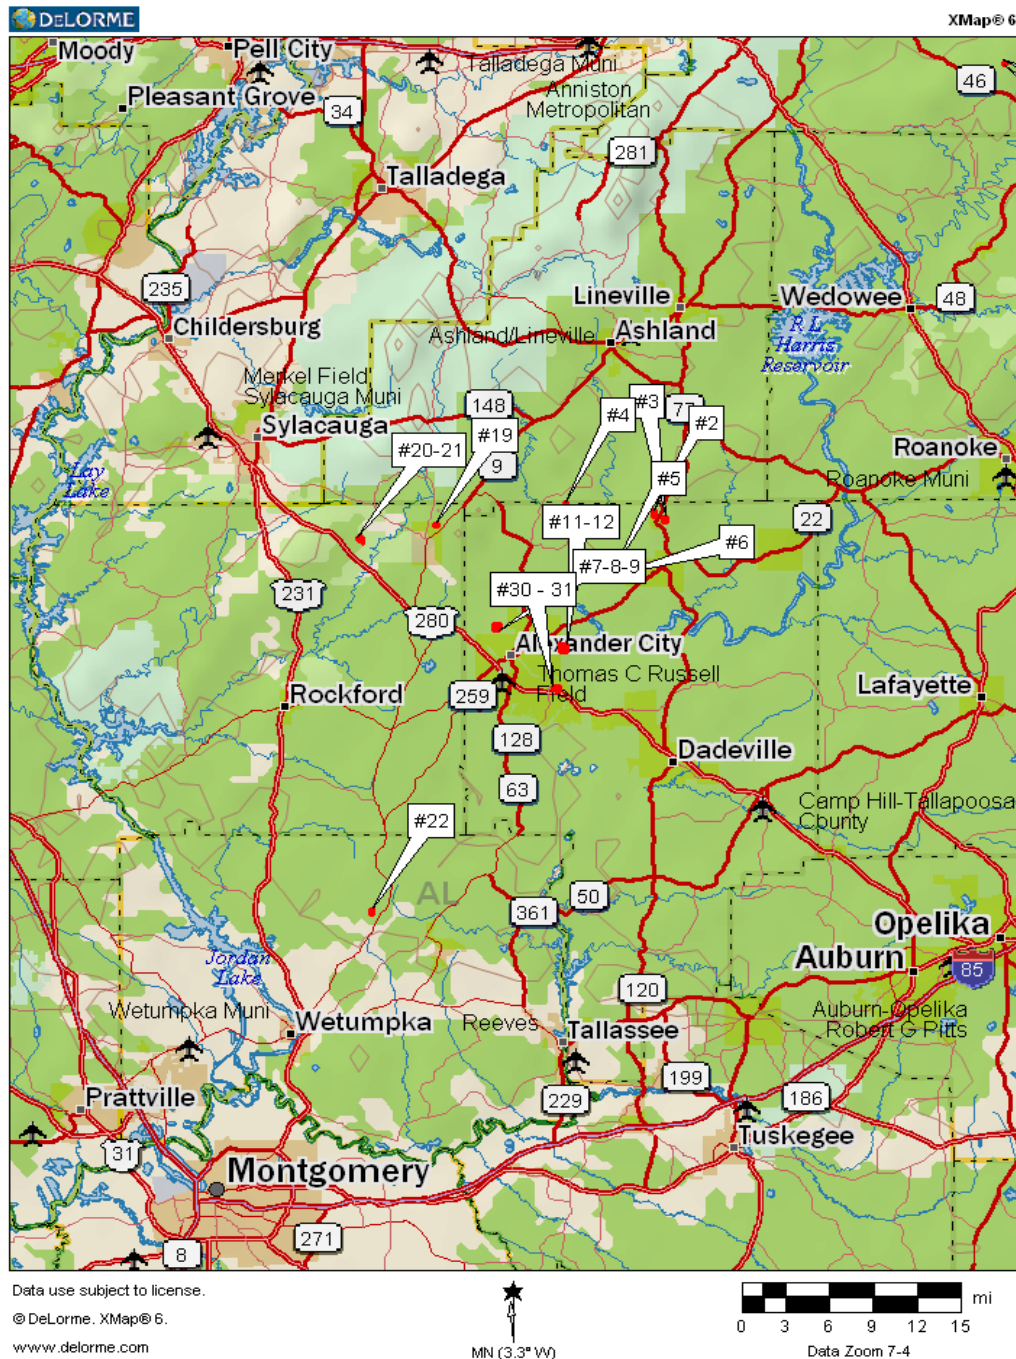 DELORME
XMap® 6
Moody
Pell City
Talladega Muni
Pleasant Grove
34
Anniston
Metropolitan
46
281
Talladega
235
Lineville
Wedowee
48
Childersburg
Ashland/Lineville
Ashland
R L
Harris
Reservoir
Merkel Field
Sylacauga Muni
148
#4
#3
77
#2
Sylacauga
#20-21
#19
Roanoke
Lay
Lake
9
#5
Roanoke Muni
#11-12
22
#6
#7-8-9
231
#30 - 31
280
Alexander City
Thomas C Russell
Field
Rockford
259
Lafayette
128
Dadeville
63
Camp Hill-Tallapoosa
County
#22
AL
50
361
Opelika
Jordan
Lake
Auburn
85
120
Wetumpka Muni
Wetumpka
Reeves
Tallassee
Auburn-Opelika
Robert G Pitts
199
Prattville
229
186
31
Tuskegee
Montgomery
271
8
Data use subject to license.
© DeLorme. XMap® 6.
www.delorme.com
MN (3.3° W)
mi
0 3 6 9 12 15
Data Zoom 7-4